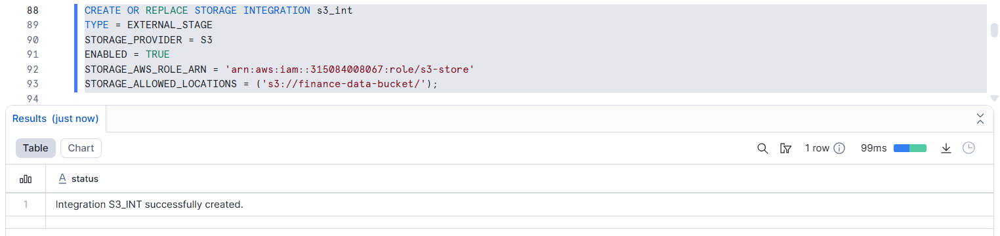 88 CREATE OR REPLACE STORAGE INTEGRATION s3_int
89 TYPE = EXTERNAL_STAGE
90 STORAGE_PROVIDER = S3
91 ENABLED = TRUE
92 STORAGE_AWS_ROLE_ARN = 'arn:aws:iam::315084008067:role/s3-store'
93 STORAGE_ALLOWED_LOCATIONS = ('s3://finance-data-bucket/');
94
Results (just now)
Table Chart 1 row 99ms
A status
1 Integration S3_INT successfully created.